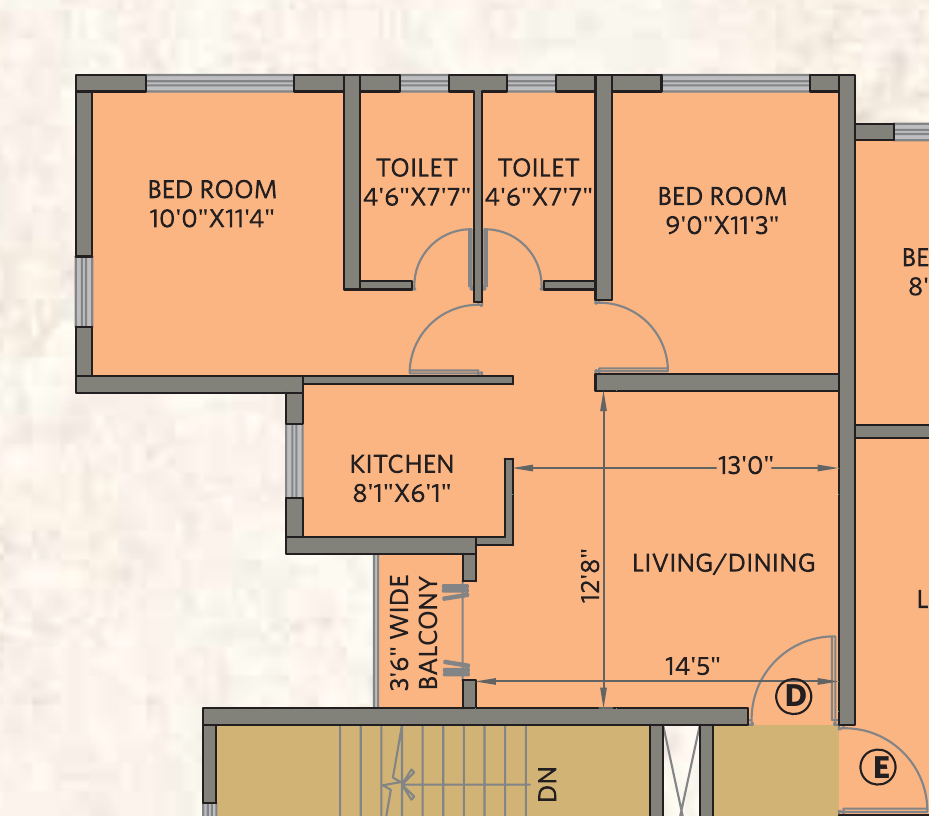 BED ROOM
10'0"X11'4"
TOILET
4'6"X7'7"
TOILET
4'6"X7'7"
BED ROOM
9'0"X11'3"
BE
8'
KITCHEN
8'1"X6'1"
13'0"
12'8"
LIVING/DINING
3'6" WIDE
BALCONY
14'5"
L
D
E
DN